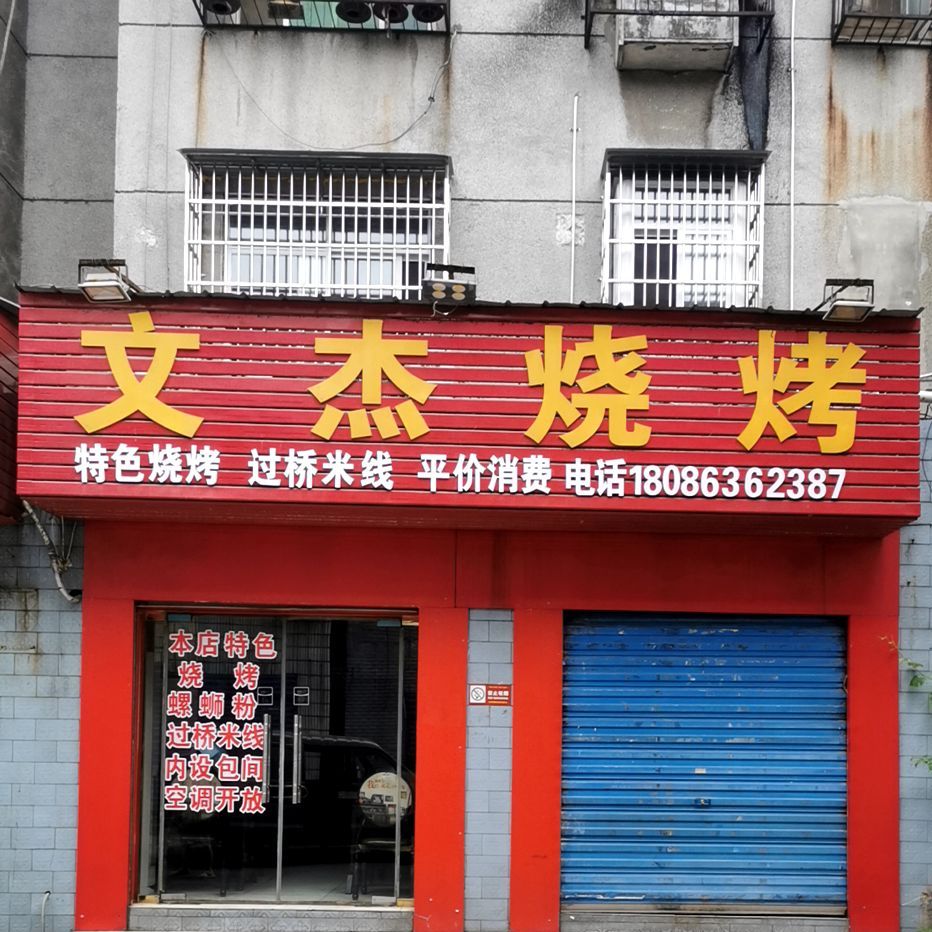 文杰烧烤
特色烧烤 过桥米线 平价消费 电话18086362387
本店特色
烧烤
螺蛳粉
过桥米线
内设包间
空调开放